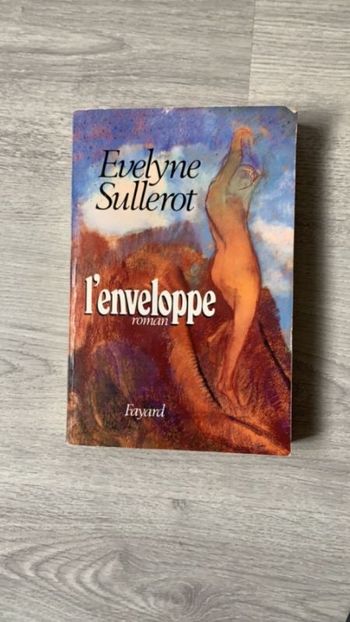 Evelyne
Sullerot
l'enveloppe
roman
Fayard